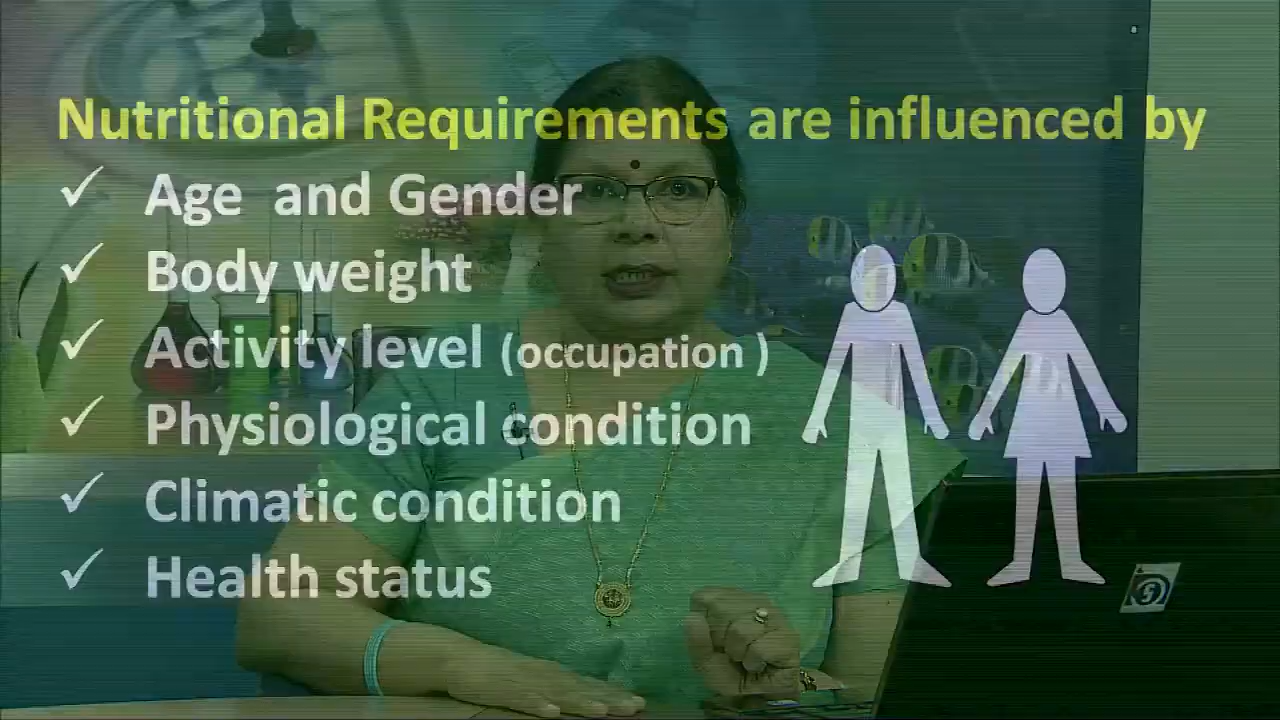 Nutritional Requirements are influenced by
✓ Age and Gender
✓ Body weight
✓ Activity level (occupation )
✓ Physiological condition
✓ Climatic condition
✓ Health status